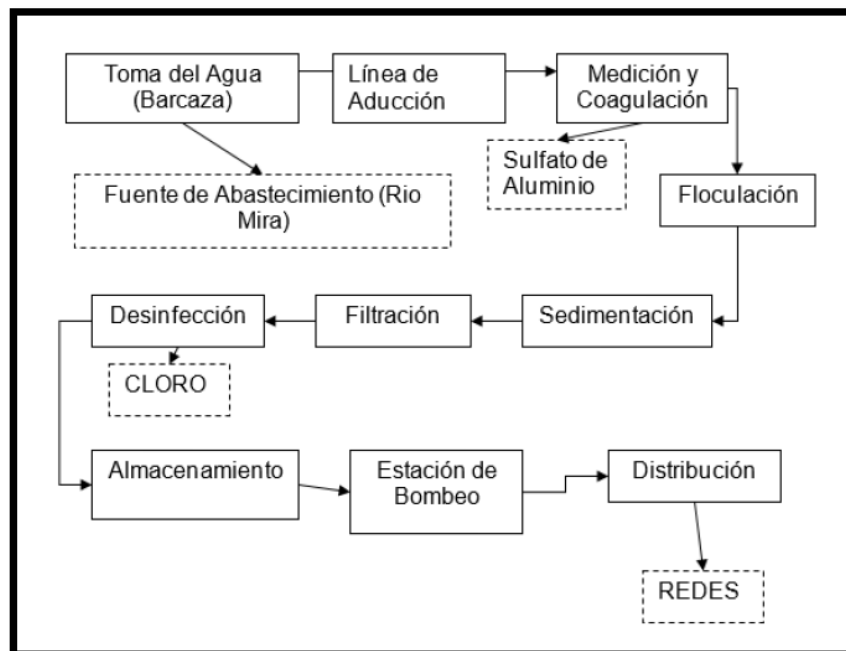 Toma del Agua
(Barcaza)
Línea de
Aducción
Medición y
Coagulación
Sulfato de
Aluminio
Fuente de Abastecimiento (Rio
Mira)
Floculación
Desinfección
Filtración
Sedimentación
CLORO
Almacenamiento
Estación de
Bombeo
Distribución
REDES